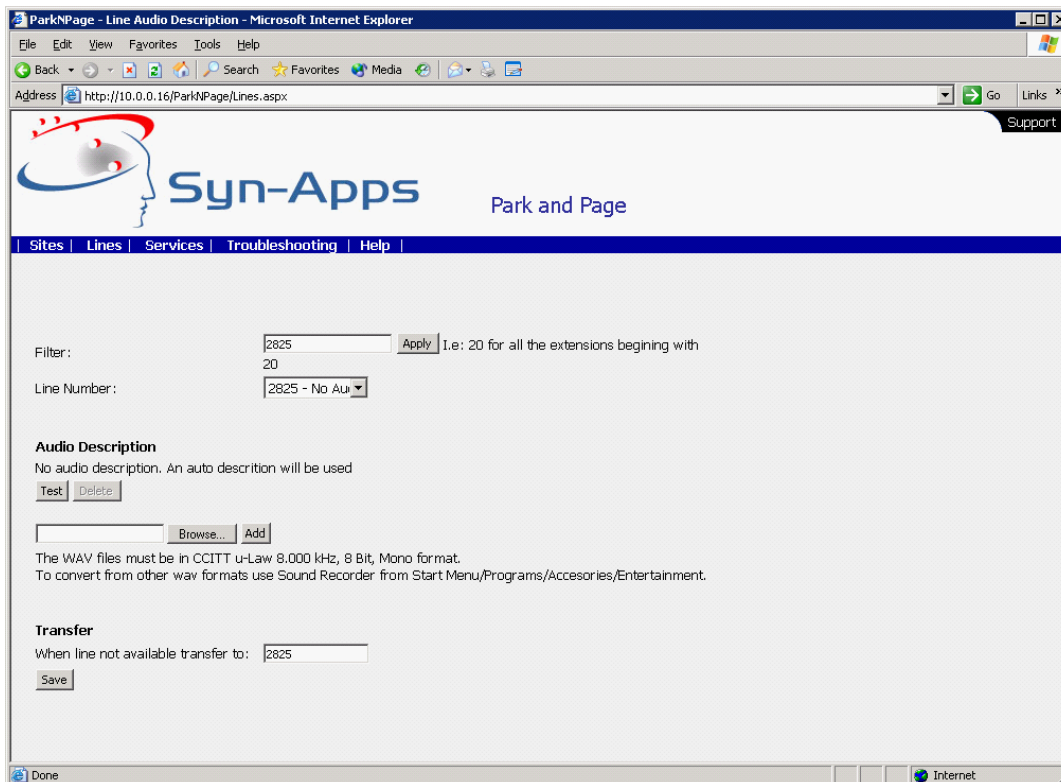 ParkNPage - Line Audio Description - Microsoft Internet Explorer
File Edit View Favorites Tools Help
Back Search Favorites Media
Address http://10.0.0.16/ParkNPage/Lines.aspx Go Links »
Support
Syn-Apps
Park and Page
| Sites | Lines | Services | Troubleshooting | Help |
Filter: 2825 Apply I.e: 20 for all the extensions begining with
20
Line Number: 2825 - No Au
Audio Description
No audio description. An auto descrition will be used
Test Delete
Browse... Add
The WAV files must be in CCITT u-Law 8.000 kHz, 8 Bit, Mono format.
To convert from other wav formats use Sound Recorder from Start Menu/Programs/Accesories/Entertainment.
Transfer
When line not available transfer to: 2825
Save
Done Internet